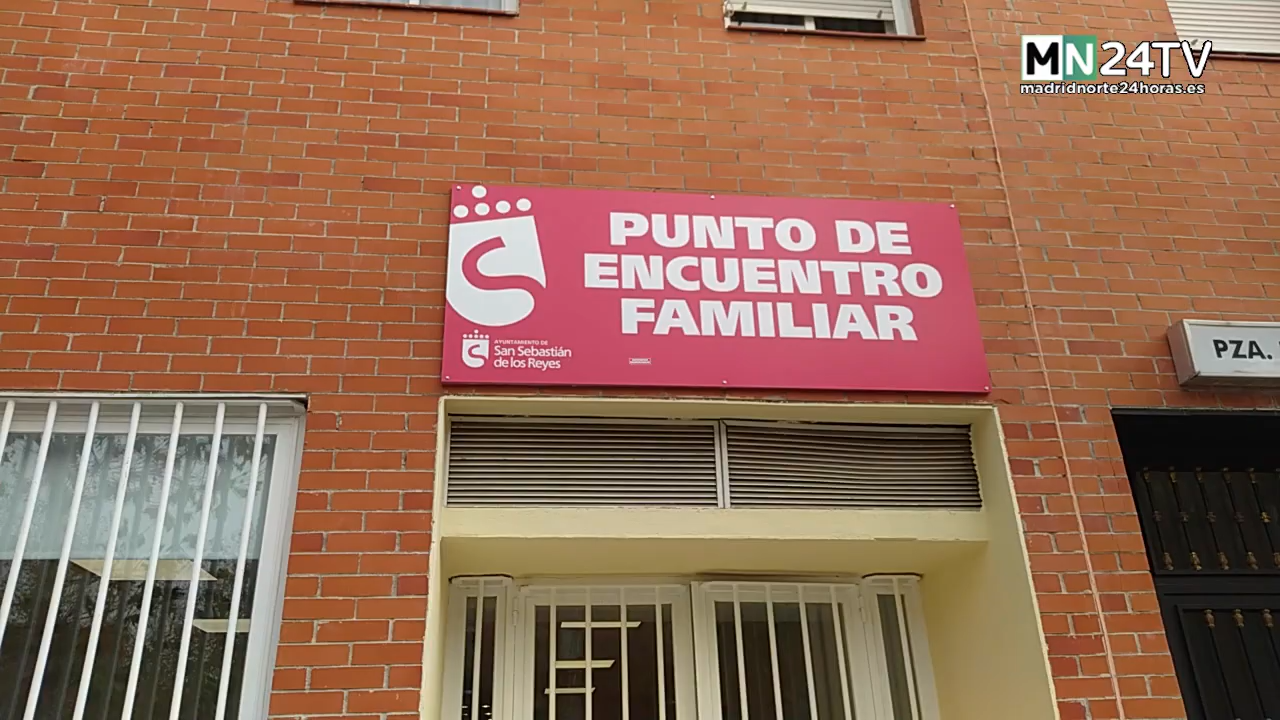 MN24TV
madridnorte24horas.es
PUNTO DE
ENCUENTRO
FAMILIAR
AYUNTAMIENTO DE
San Sebastián
de los Reyes
PZA.